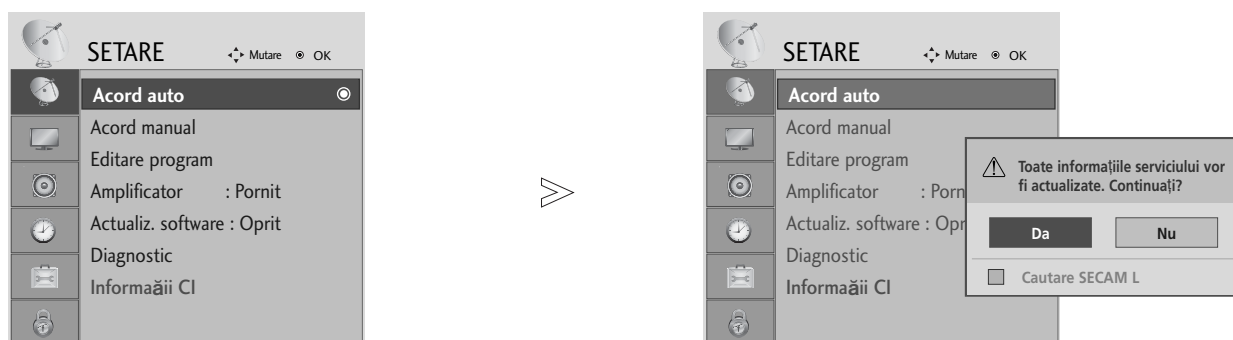 SETARE Mutare OK
Acord auto
Acord manual
Editare program
Amplificator : Pornit
Actualiz. software : Oprit
Diagnostic
Informaăii CI
SETARE Mutare OK
Acord auto
Acord manual
Editare program
Amplificator : Porn
Actualiz. software : Opr
Diagnostic
Informaăii CI
Toate informațiile serviciului vor
fi actualizate. Continuați?
Da Nu
Cautare SECAM L